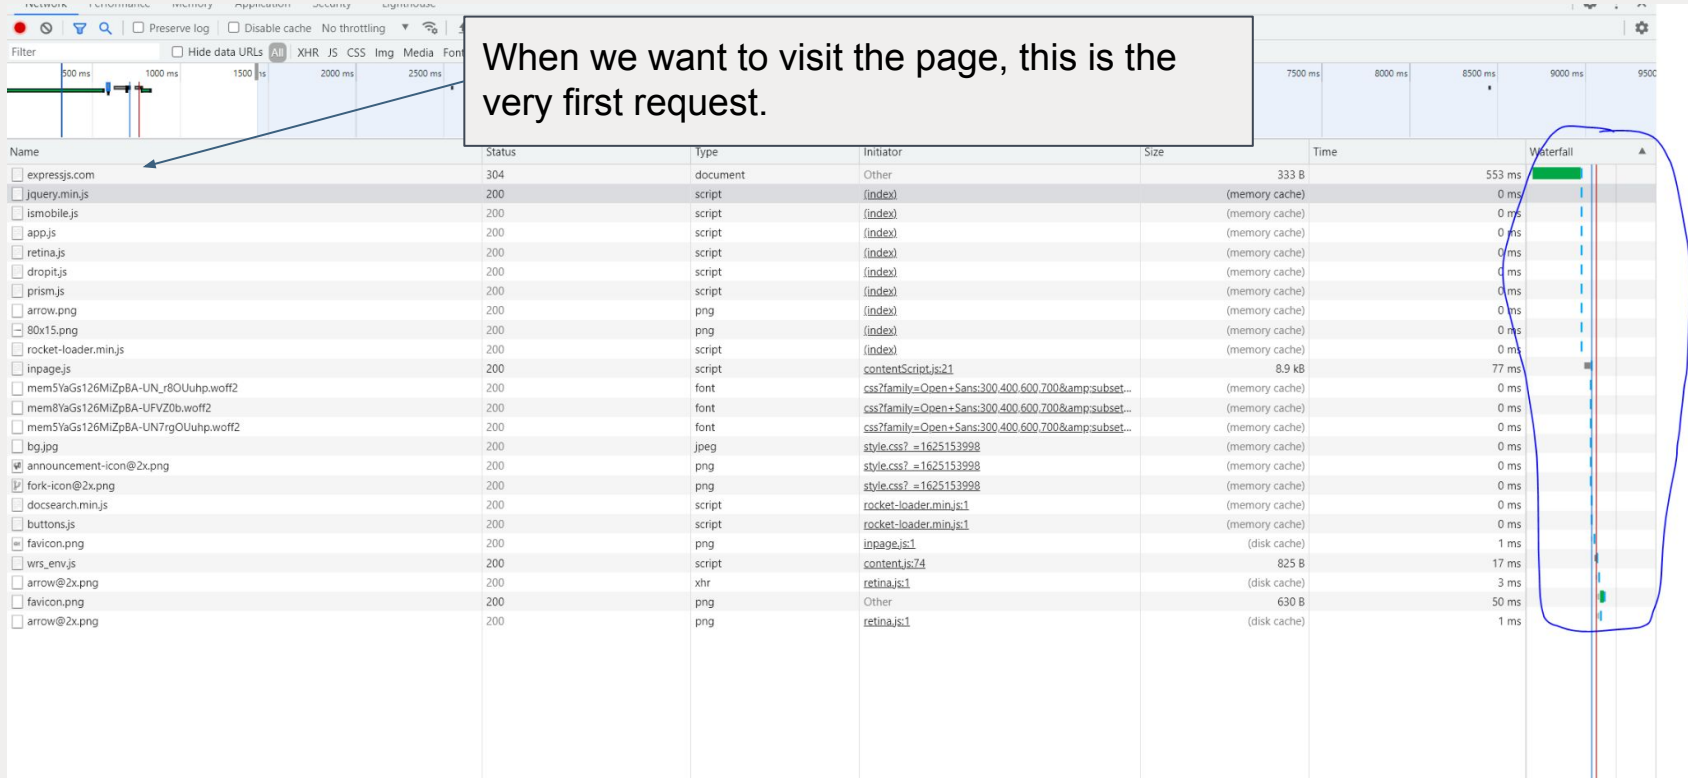 Network Performance Memory Application Security Lighthouse
Preserve log Disable cache No throttling
Filter Hide data URLs All XHR JS CSS Img Media Font
When we want to visit the page, this is the
very first request.
500 ms 1000 ms 1500 ms 2000 ms 2500 ms 7500 ms 8000 ms 8500 ms 9000 ms
Name Status Type Initiator Size Time Waterfall
expressjs.com 304 document Other 333 B 553 ms
jquery.min.js 200 script (index) (memory cache) 0 ms
ismobile.js 200 script (index) (memory cache) 0 ms
app.js 200 script (index) (memory cache) 0 ms
retina.js 200 script (index) (memory cache) 0 ms
dropit.js 200 script (index) (memory cache) 0 ms
prism.js 200 script (index) (memory cache) 0 ms
arrow.png 200 png (index) (memory cache) 0 ms
80x15.png 200 png (index) (memory cache) 0 ms
rocket-loader.min.js 200 script (index) (memory cache) 0 ms
inpage.js 200 script contentScript.js:21 8.9 kB 77 ms
mem5YaGs126MiZpBA-UN_r8OUuhp.woff2 200 font css?family=Open+Sans:300,400,600,700&amp;subset... (memory cache) 0 ms
mem8YaGs126MiZpBA-UFVZ0b.woff2 200 font css?family=Open+Sans:300,400,600,700&amp;subset... (memory cache) 0 ms
mem5YaGs126MiZpBA-UN7rgOUuhp.woff2 200 font css?family=Open+Sans:300,400,600,700&amp;subset... (memory cache) 0 ms
bg.jpg 200 jpeg style.css?_=1625153998 (memory cache) 0 ms
announcement-icon@2x.png 200 png style.css?_=1625153998 (memory cache) 0 ms
fork-icon@2x.png 200 png style.css?_=1625153998 (memory cache) 0 ms
docsearch.min.js 200 script rocket-loader.min.js:1 (memory cache) 0 ms
buttons.js 200 script rocket-loader.min.js:1 (memory cache) 0 ms
favicon.png 200 png inpage.js:1 (disk cache) 1 ms
wrs_env.js 200 script content.js:74 825 B 17 ms
arrow@2x.png 200 xhr retina.js:1 (disk cache) 3 ms
favicon.png 200 png Other 630 B 50 ms
arrow@2x.png 200 png retina.js:1 (disk cache) 1 ms